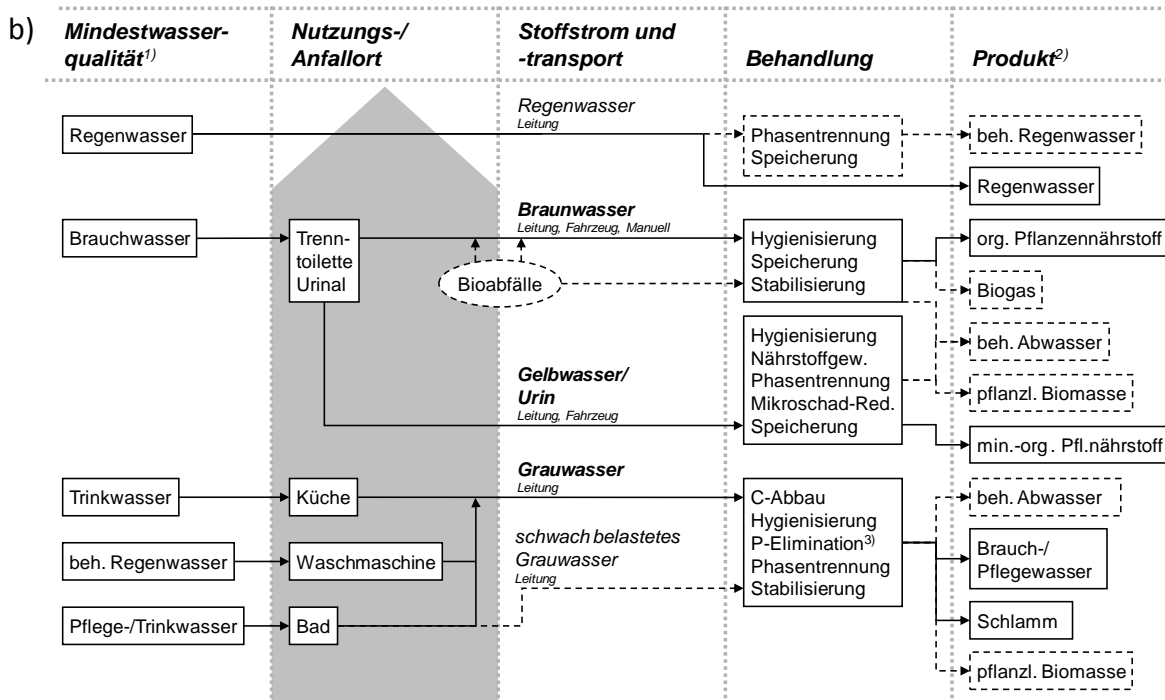 b)
Mindestwasser-
qualität1)
Nutzungs-/
Anfallort
Stoffstrom und
-transport
Behandlung
Produkt2)
Regenwasser
Regenwasser
Leitung
Phasentrennung
Speicherung
beh. Regenwasser
Regenwasser
Brauchwasser
Trenn-
toilette
Urinal
Braunwasser
Leitung, Fahrzeug, Manuell
Bioabfälle
Hygienisierung
Speicherung
Stabilisierung
org. Pflanzennährstoff
Biogas
beh. Abwasser
Gelbwasser/
Urin
Leitung, Fahrzeug
Hygienisierung
Nährstoffgew.
Phasentrennung
Mikroschad-Red.
Speicherung
pflanzl. Biomasse
min.-org . Pfl.nährstoff
Trinkwasser
Küche
Grauwasser
Leitung
C-Abbau
Hygienisierung
P-Elimination3)
Phasentrennung
Stabilisierung
beh. Abwasser
beh. Regenwasser
Waschmaschine
schwach belastetes
Grauwasser
Leitung
Brauch-/
Pflegewasser
Pflege-/Trinkwasser
Bad
Schlamm
pflanzl. Biomasse